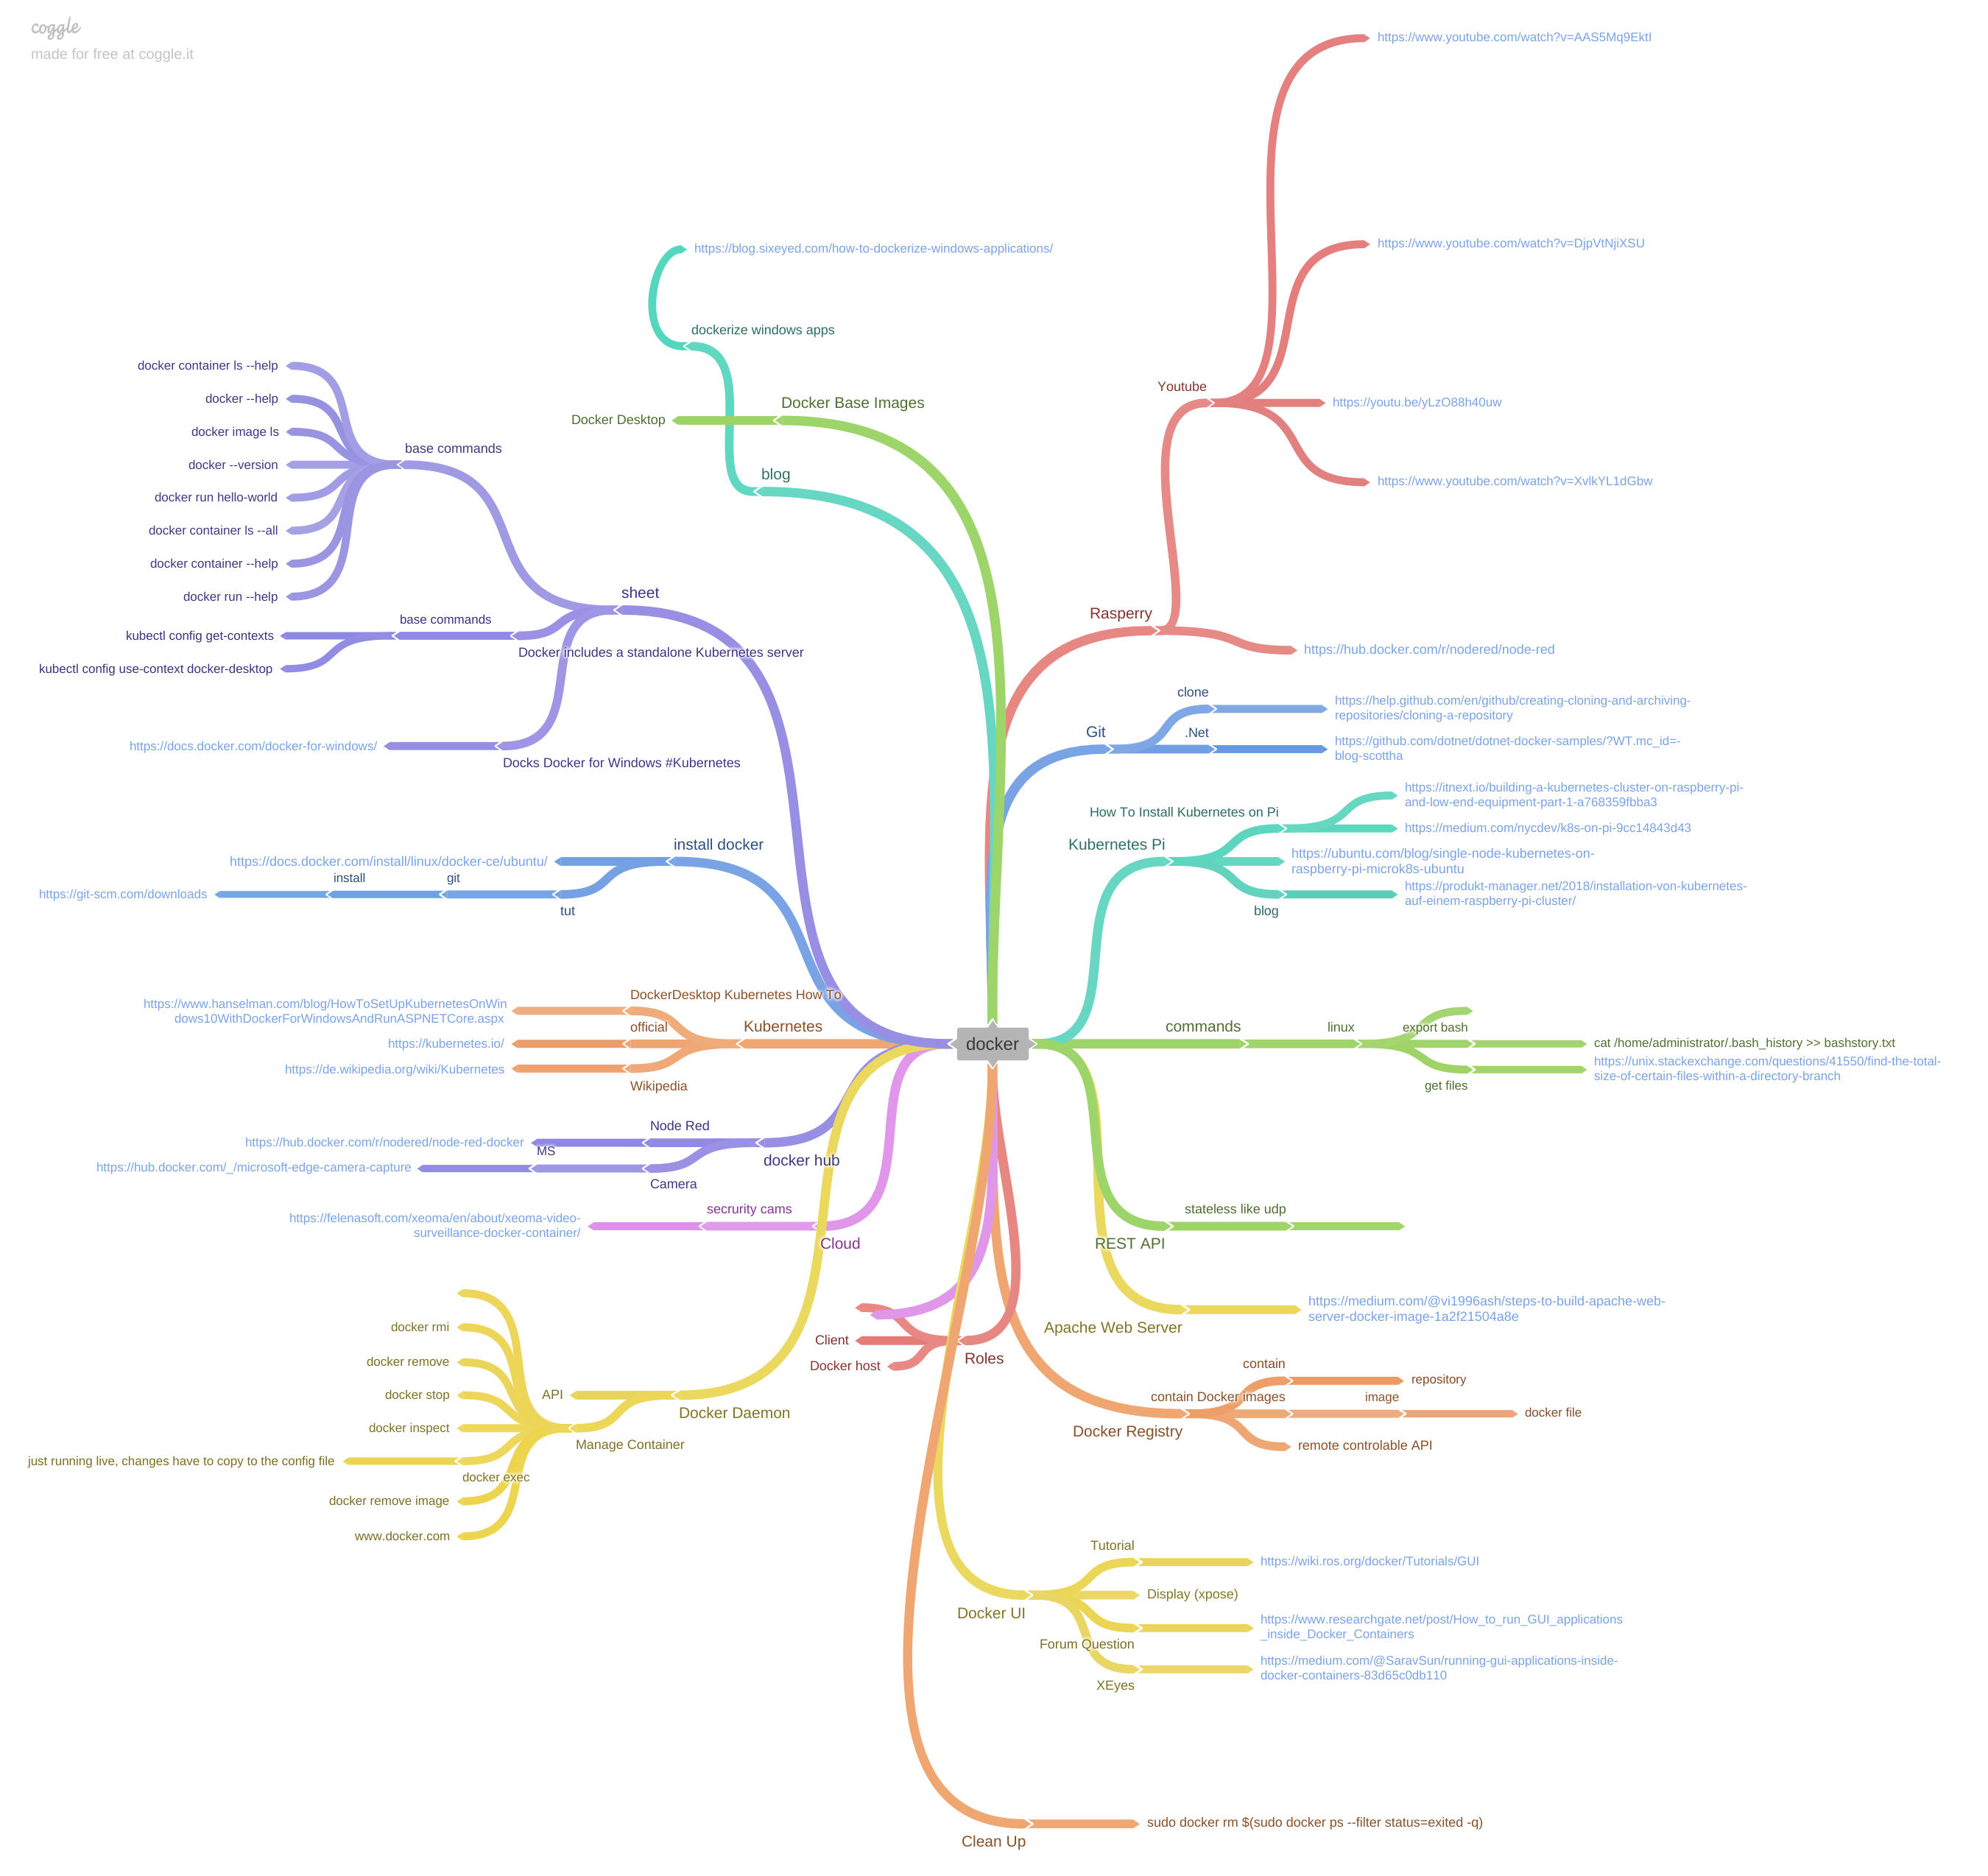 coggle
made for free at coggle.it
https://www.youtube.com/watch?v=AAS5Mq9EktI
https://blog.sixeyed.com/how-to-dockerize-windows-applications/
https://www.youtube.com/watch?v=DjpVtNjiXSU
dockerize windows apps
Youtube
https://youtu.be/yLzO88h40uw
Docker Base Images
Docker Desktop
blog
https://www.youtube.com/watch?v=XvlkYL1dGbw
docker container ls --help
docker --help
docker image ls
base commands
docker --version
docker run hello-world
docker container ls --all
docker container --help
docker run --help
sheet
base commands
kubectl config get-contexts
Docker includes a standalone Kubernetes server
kubectl config use-context docker-desktop
https://docs.docker.com/docker-for-windows/
Docks Docker for Windows #Kubernetes
Rasperry
https://hub.docker.com/r/nodered/node-red
clone
https://help.github.com/en/github/creating-cloning-and-archiving-
repositories/cloning-a-repository
Git
.Net
https://github.com/dotnet/dotnet-docker-samples/?WT.mc_id=-
blog-scottha
https://itnext.io/building-a-kubernetes-cluster-on-raspberry-pi-
and-low-end-equipment-part-1-a768359fbba3
How To Install Kubernetes on Pi
https://medium.com/nycdev/k8s-on-pi-9cc14843d43
Kubernetes Pi
https://ubuntu.com/blog/single-node-kubernetes-on-
raspberry-pi-microk8s-ubuntu
https://produkt-manager.net/2018/installation-von-kubernetes-
auf-einem-raspberry-pi-cluster/
blog
install docker
https://docs.docker.com/install/linux/docker-ce/ubuntu/
install
git
https://git-scm.com/downloads
tut
DockerDesktop Kubernetes How To
https://www.hanselman.com/blog/HowToSetUpKubernetesOnWin
dows10WithDockerForWindowsAndRunASPNETCore.aspx
official
Kubernetes
https://kubernetes.io/
https://de.wikipedia.org/wiki/Kubernetes
Wikipedia
docker
commands
linux
export bash
cat /home/administrator/.bash_history >> bashstory.txt
https://unix.stackexchange.com/questions/41550/find-the-total-
size-of-certain-files-within-a-directory-branch
get files
Node Red
https://hub.docker.com/r/nodered/node-red-docker
MS
docker hub
https://hub.docker.com/_/microsoft-edge-camera-capture
Camera
secrurity cams
https://felenasoft.com/xeoma/en/about/xeoma-video-
surveillance-docker-container/
Cloud
stateless like udp
REST API
https://medium.com/@vi1996ash/steps-to-build-apache-web-
server-docker-image-1a2f21504a8e
Apache Web Server
Client
Roles
Docker host
contain
repository
contain Docker images
image
docker file
Docker Registry
remote controlable API
docker rmi
docker remove
docker stop
API
Docker Daemon
docker inspect
Manage Container
just running live, changes have to copy to the config file
docker exec
docker remove image
www.docker.com
Tutorial
https://wiki.ros.org/docker/Tutorials/GUI
Display (xpose)
Docker UI
https://www.researchgate.net/post/How_to_run_GUI_applications
_inside_Docker_Containers
Forum Question
https://medium.com/@SaravSun/running-gui-applications-inside-
docker-containers-83d65c0db110
XEyes
sudo docker rm $(sudo docker ps --filter status=exited -q)
Clean Up